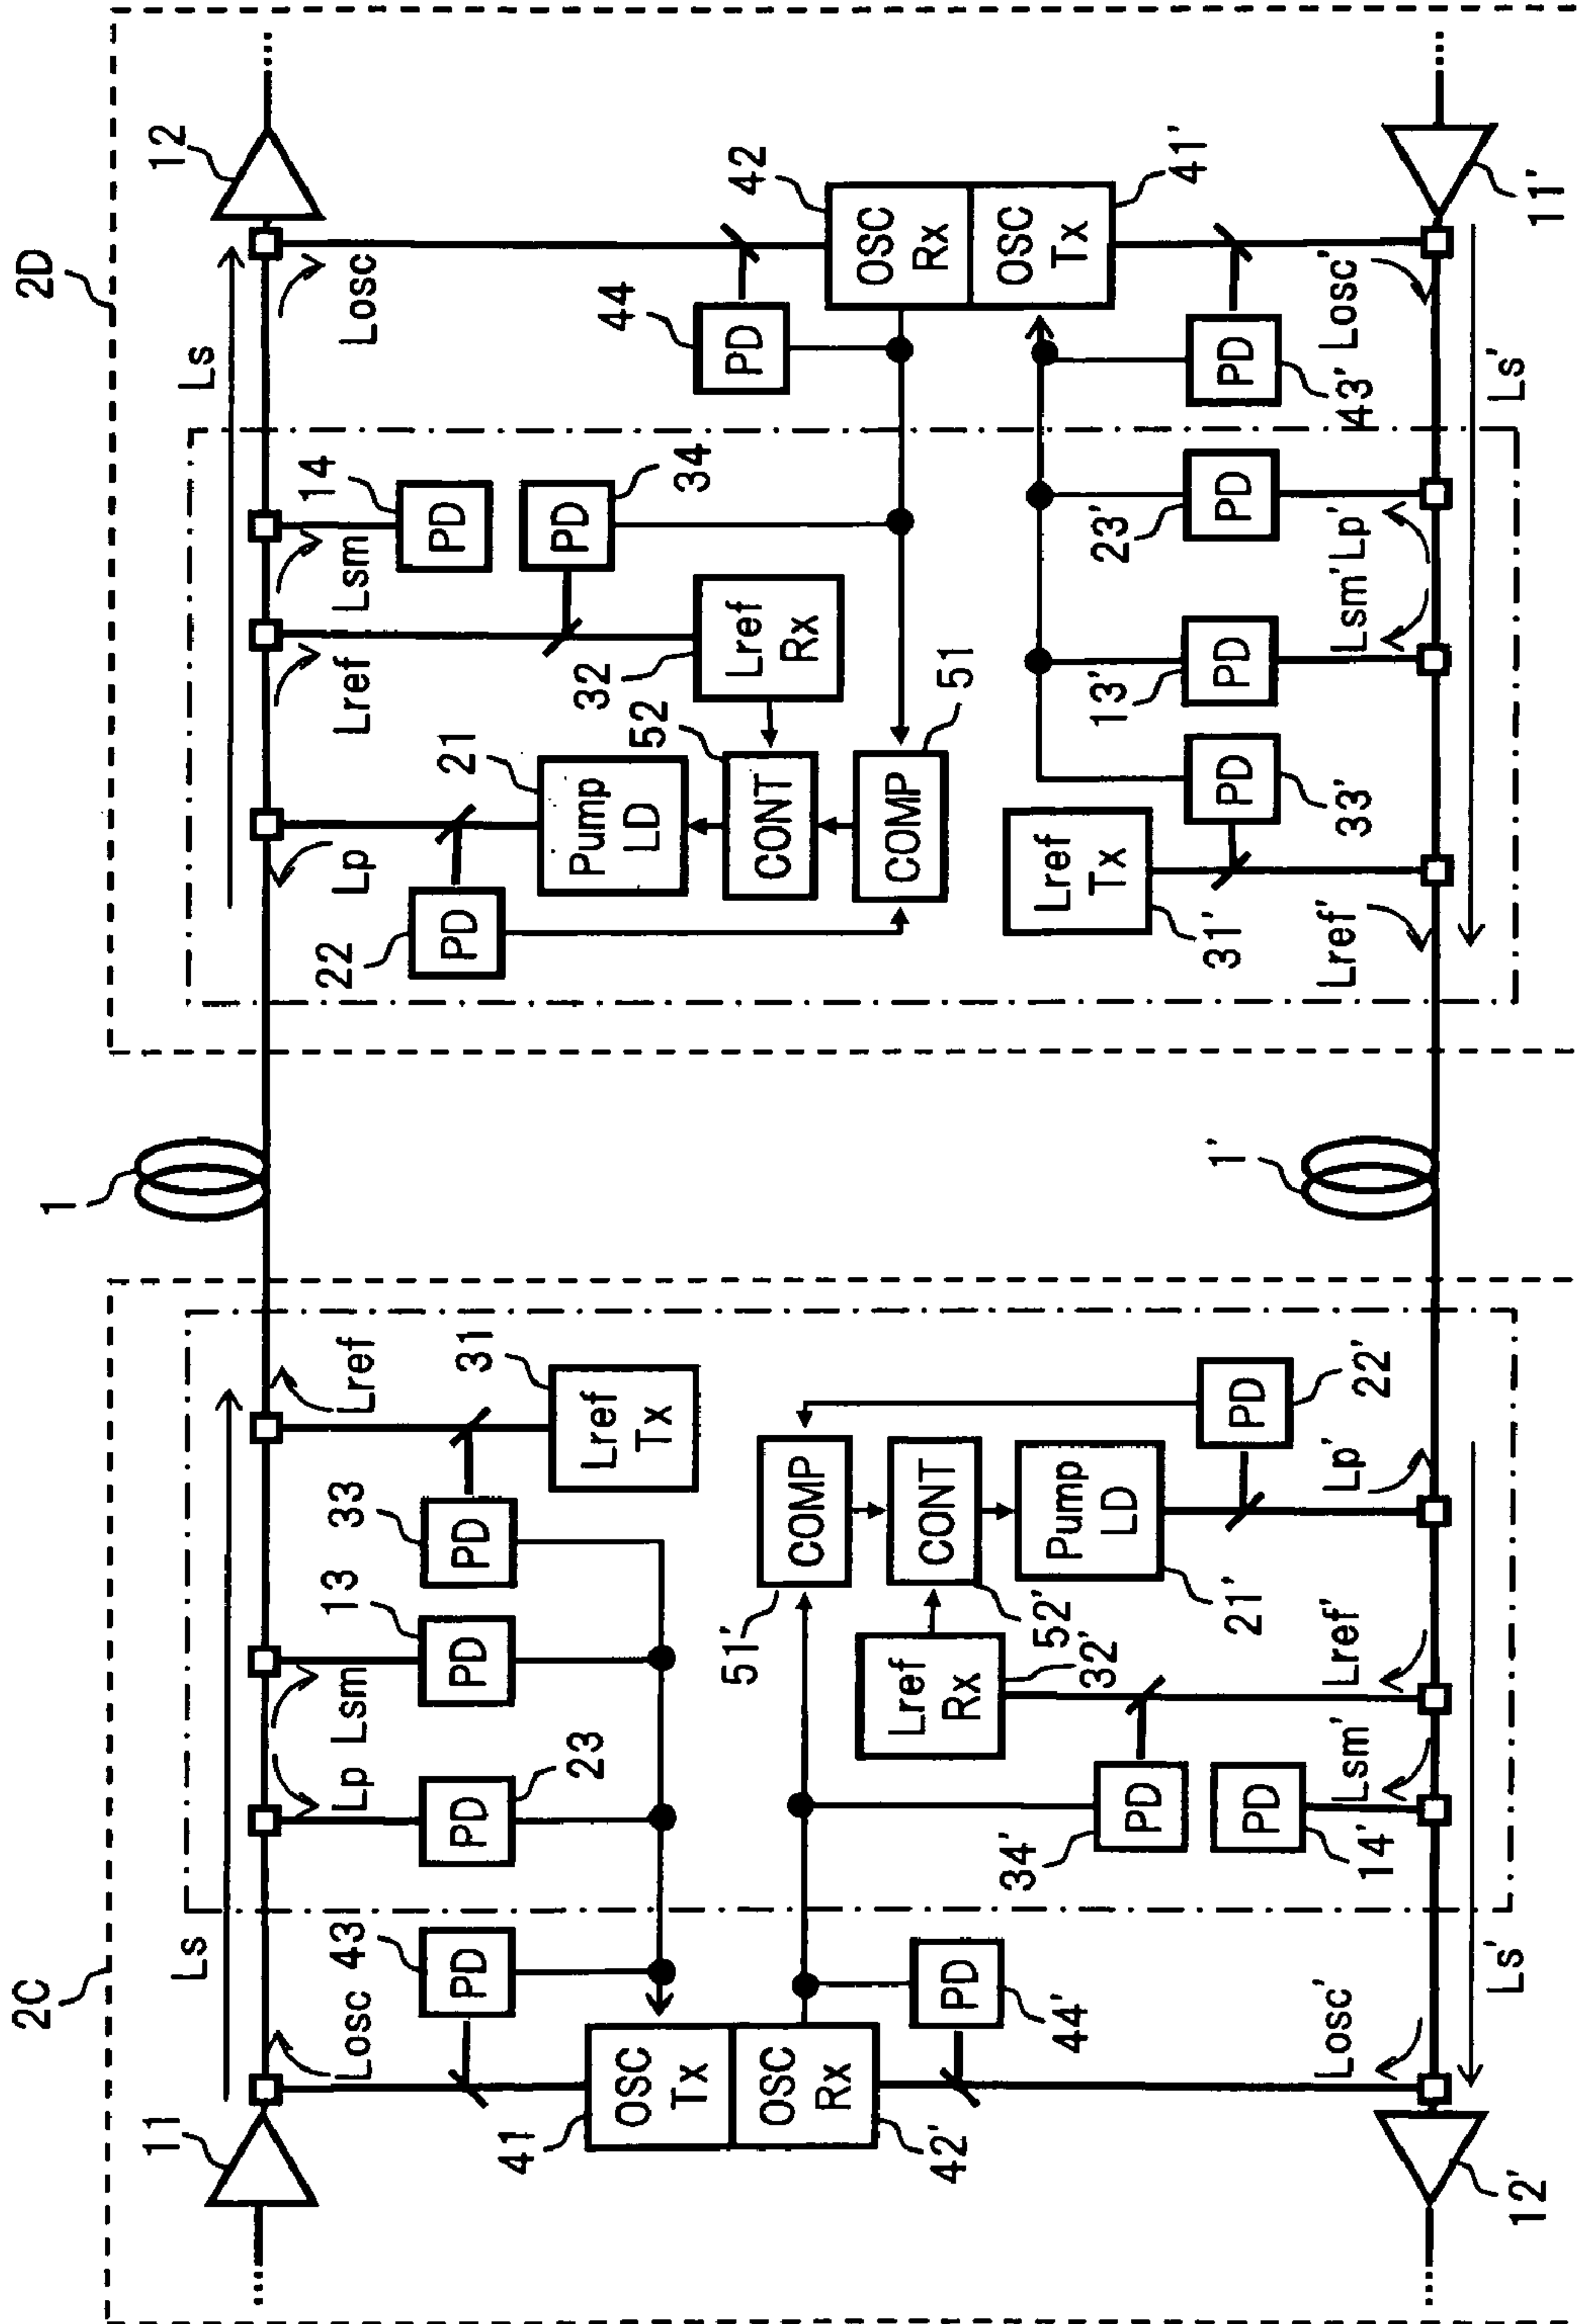 2C
2D
11
Ls
Losc
43
PD
41
OSC
Tx
OSC
Rx
42'
PD
44'
Losc'
12'
Ls'
Lp
Lsm
PD
23
PD
13
PD
33
Lref
31
Lref
Tx
51'
COMP
CONT
52'
Pump
LD
21'
PD
22'
Lp'
Lref
Rx
32'
Lref'
PD
34'
PD
14'
Lsm'
1
1'
Ls
Lp
PD
22
21
Pump
LD
52
CONT
COMP
51
Lref
32
Lref
Rx
Lsm
14
PD
PD
34
Losc
12
PD
44
42
OSC
Rx
OSC
Tx
41'
Lref
Tx
31'
Lref'
PD
33'
13'
PD
Lsm'
23'
PD
Lp'
PD
43'
Losc'
11'
Ls'